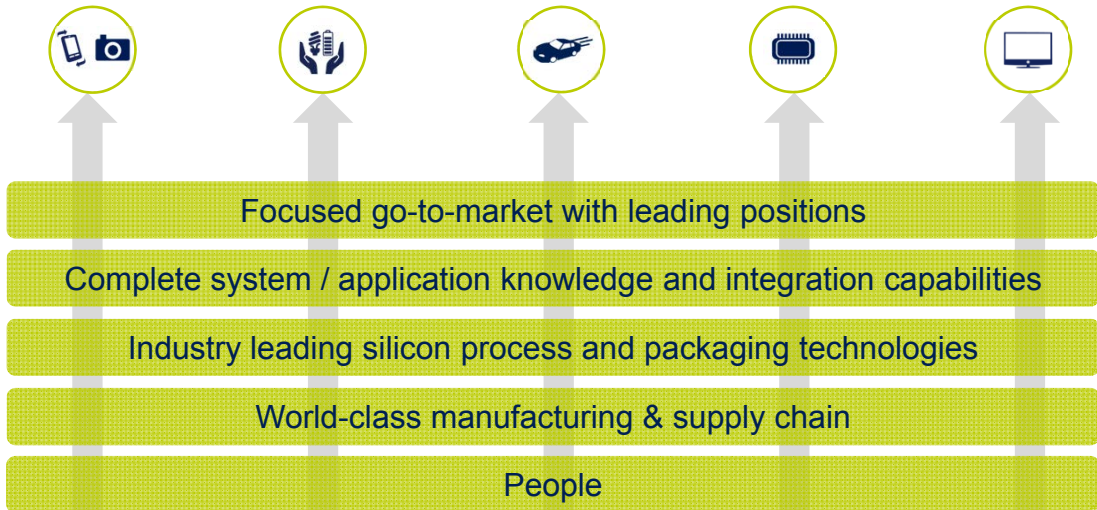 Focused go-to-market with leading positions
Complete system / application knowledge and integration capabilities
Industry leading silicon process and packaging technologies
World-class manufacturing & supply chain
People